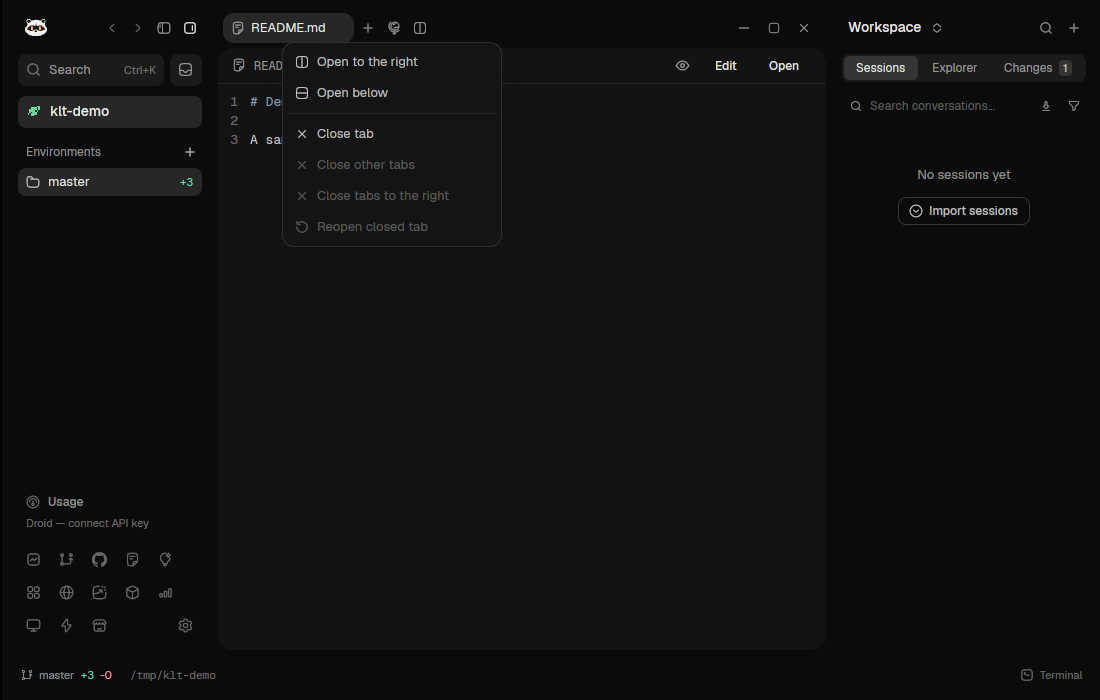 README.md
Workspace
Search Ctrl+K
klt-demo
Environments
master +3
Usage
Droid — connect API key
READ
Edit
Open
1 # De
2
3 A sa
Open to the right
Open below
Close tab
Close other tabs
Close tabs to the right
Reopen closed tab
Sessions
Explorer
Changes 1
Search conversations...
No sessions yet
Import sessions
master +3 -0 /tmp/klt-demo
Terminal